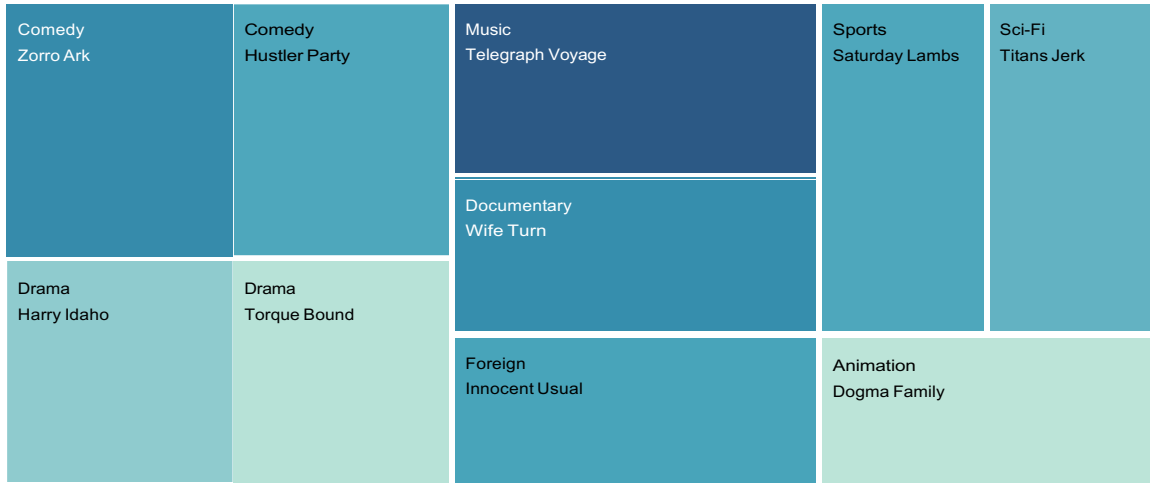 Comedy
Zorro Ark
Comedy
Hustler Party
Music
Telegraph Voyage
Sports
Saturday Lambs
Sci-Fi
Titans Jerk
Documentary
Wife Turn
Drama
Harry Idaho
Drama
Torque Bound
Foreign
Innocent Usual
Animation
Dogma Family